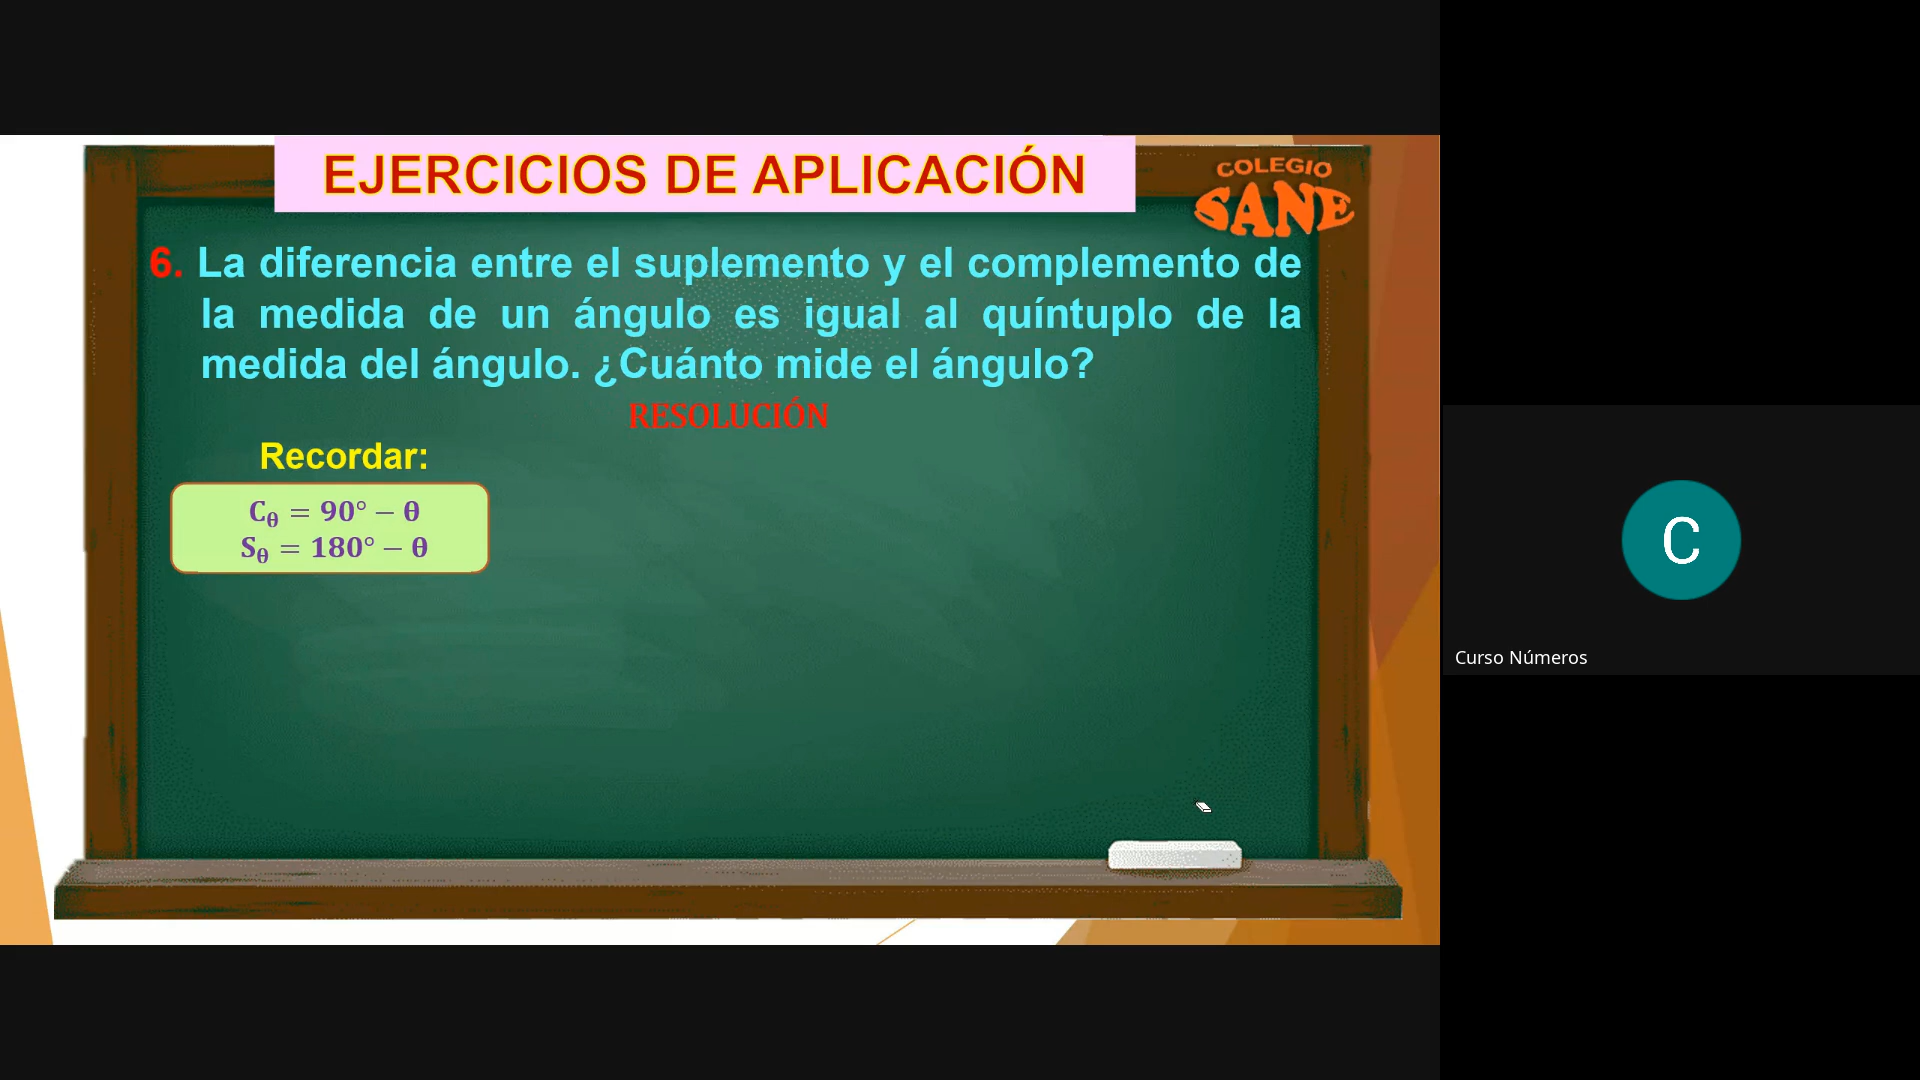 EJERCICIOS DE APLICACIÓN
COLEGIO
SANE
6. La diferencia entre el suplemento y el complemento de
la medida de un ángulo es igual al quíntuplo de la
medida del ángulo. ¿Cuánto mide el ángulo?
RESOLUCIÓN
Recordar:
C_θ = 90° − θ
S_θ = 180° − θ
C
Curso Números